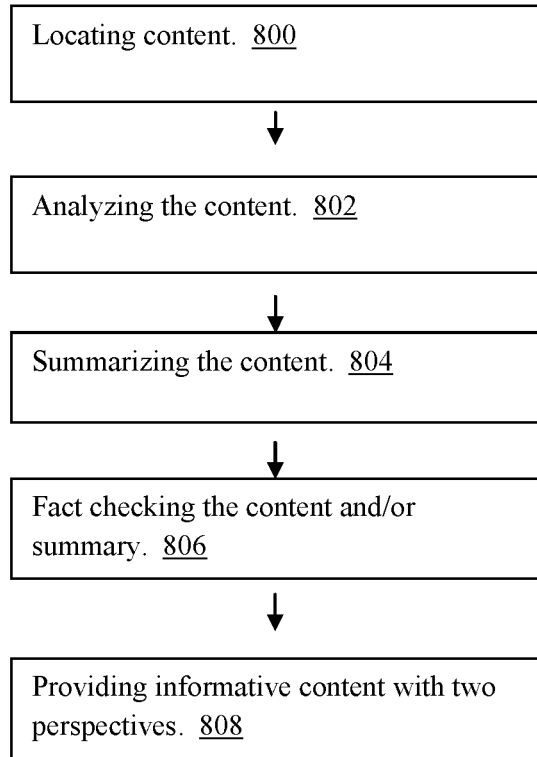 Locating content. 800
Analyzing the content. 802
Summarizing the content. 804
Fact checking the content and/or
summary. 806
Providing informative content with two
perspectives. 808